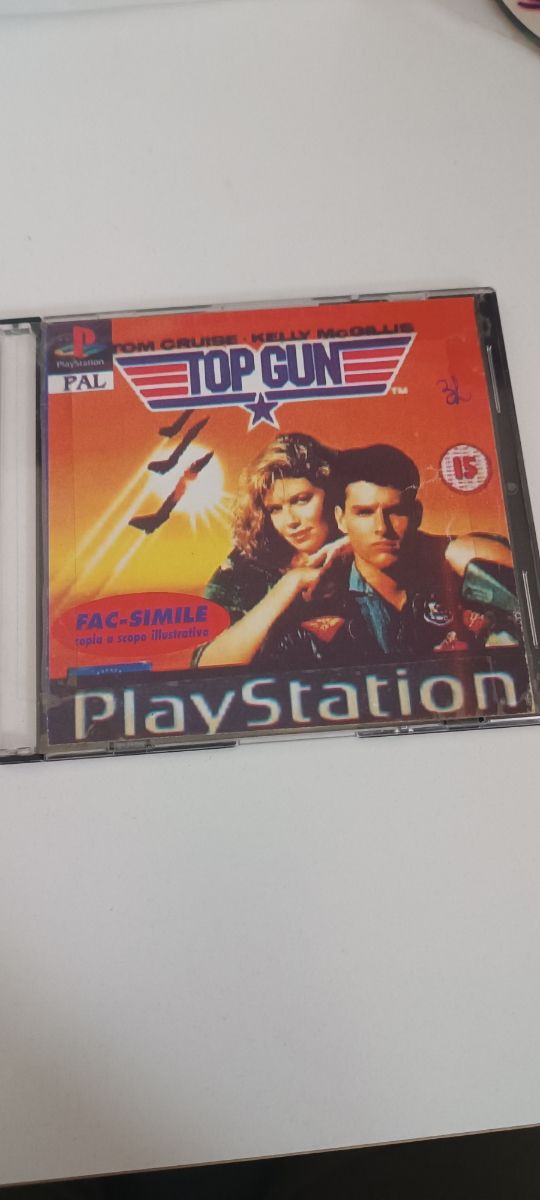 TOM CRUISE · KELLY McGILLIS
PlayStation
PAL
TOP GUN
TM
15
FAC-SIMILE
copia a scopo illustrativo
PlayStation